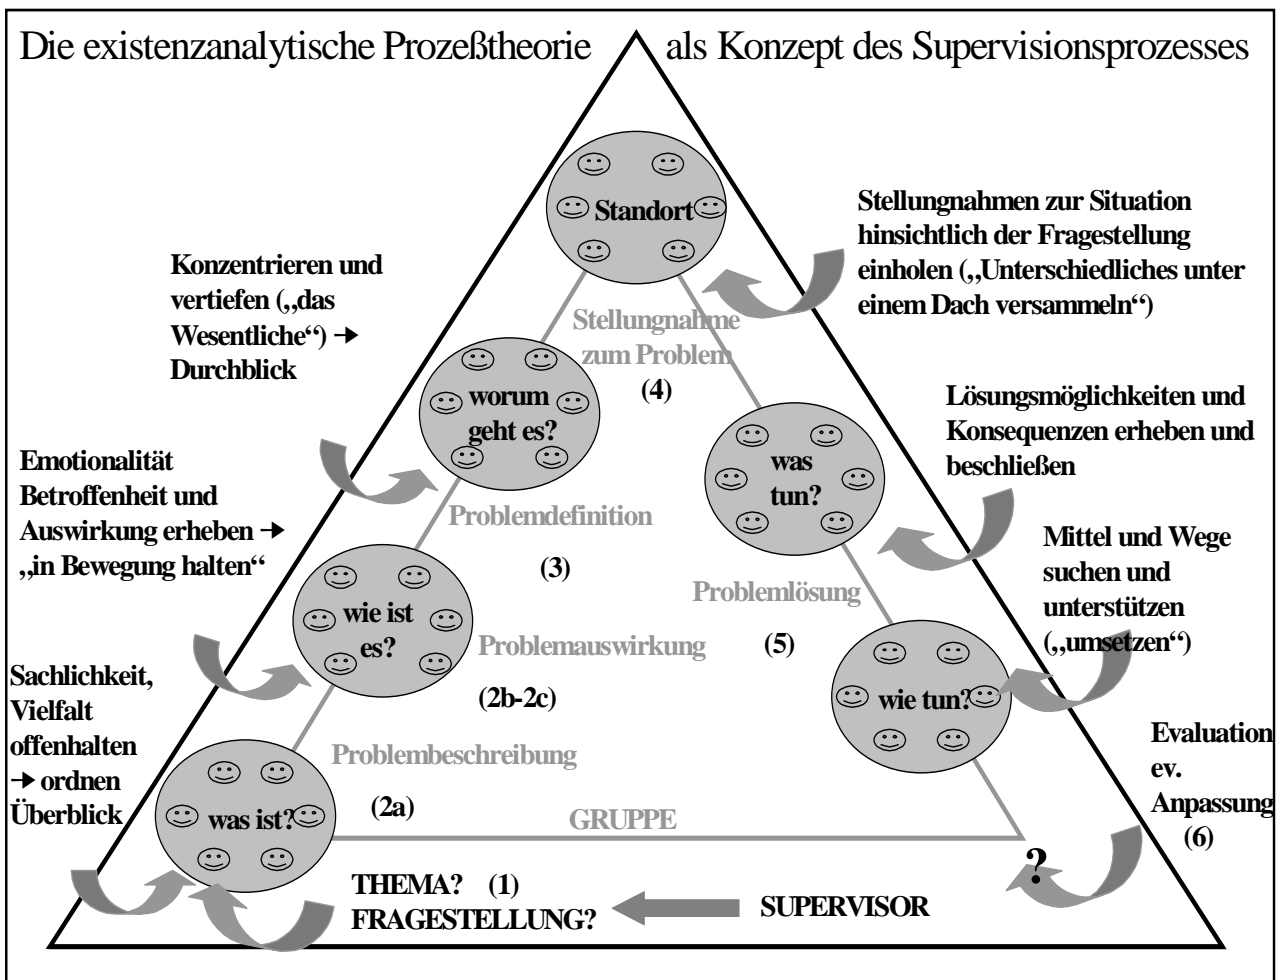 Die existenzanalytische Prozeßtheorie als Konzept des Supervisionsprozesses
Standort
Stellungnahmen zur Situation
hinsichtlich der Fragestellung
einholen („Unterschiedliches unter
einem Dach versammeln“)
Konzentrieren und
vertiefen („das
Wesentliche“) →
Durchblick
Stellungnahme
zum Problem
(4)
worum
geht es?
Lösungsmöglichkeiten und
Konsequenzen erheben und
beschließen
Emotionalität
Betroffenheit und
Auswirkung erheben →
„in Bewegung halten“
was
tun?
Problemdefinition
(3)
Mittel und Wege
suchen und
unterstützen
(„umsetzen“)
wie ist
es?
Problemlösung
(5)
Problemauswirkung
(2b-2c)
Sachlichkeit,
Vielfalt
offenhalten
→ ordnen
Überblick
wie tun?
Evaluation
ev.
Anpassung
(6)
Problembeschreibung
(2a)
was ist?
GRUPPE
?
THEMA? (1)
FRAGESTELLUNG?
SUPERVISOR